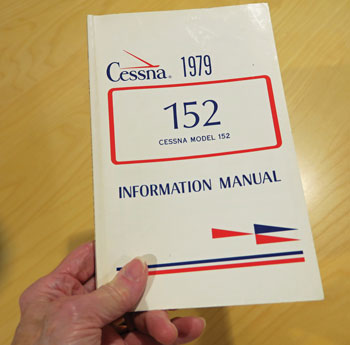 Cessna® 1979
152
CESSNA MODEL 152
INFORMATION MANUAL